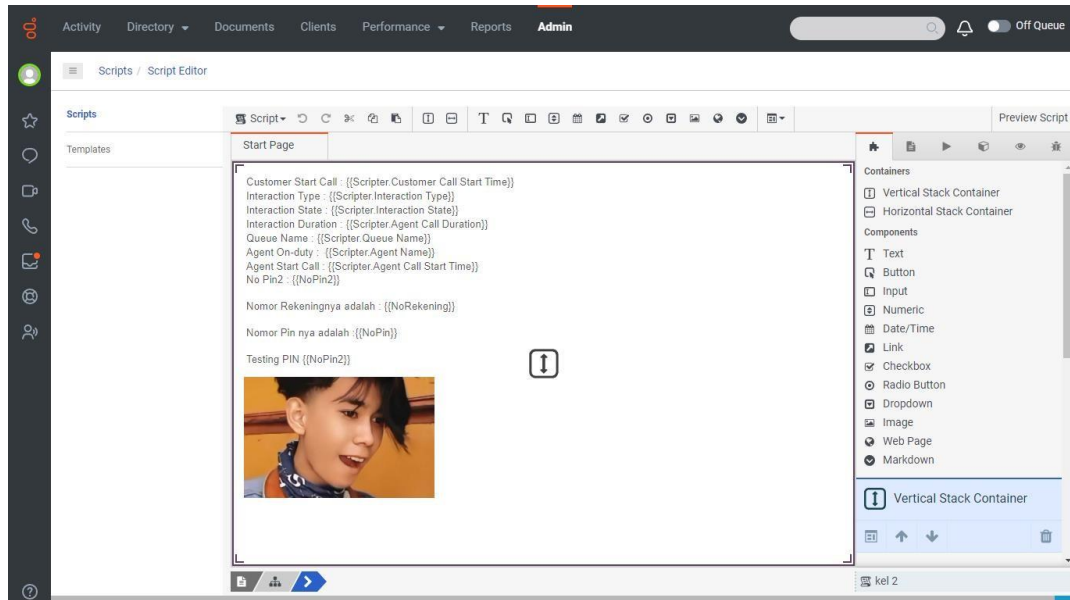 Activity Directory Documents Clients Performance Reports Admin Off Queue
Scripts / Script Editor
Scripts
Templates
Script Preview Script
Start Page
Customer Start Call : {{Scripter.Customer Call Start Time}}
Interaction Type : {{Scripter.Interaction Type}}
Interaction State : {{Scripter.Interaction State}}
Interaction Duration : {{Scripter.Agent Call Duration}}
Queue Name : {{Scripter.Queue Name}}
Agent On-duty : {{Scripter.Agent Name}}
Agent Start Call : {{Scripter.Agent Call Start Time}}
No Pin2 : {{NoPin2}}
Nomor Rekeningnya adalah : {{NoRekening}}
Nomor Pin nya adalah :{{NoPin}}
Testing PIN {{NoPin2}}
Containers
Vertical Stack Container
Horizontal Stack Container
Components
Text
Button
Input
Numeric
Date/Time
Link
Checkbox
Radio Button
Dropdown
Image
Web Page
Markdown
Vertical Stack Container
kel 2